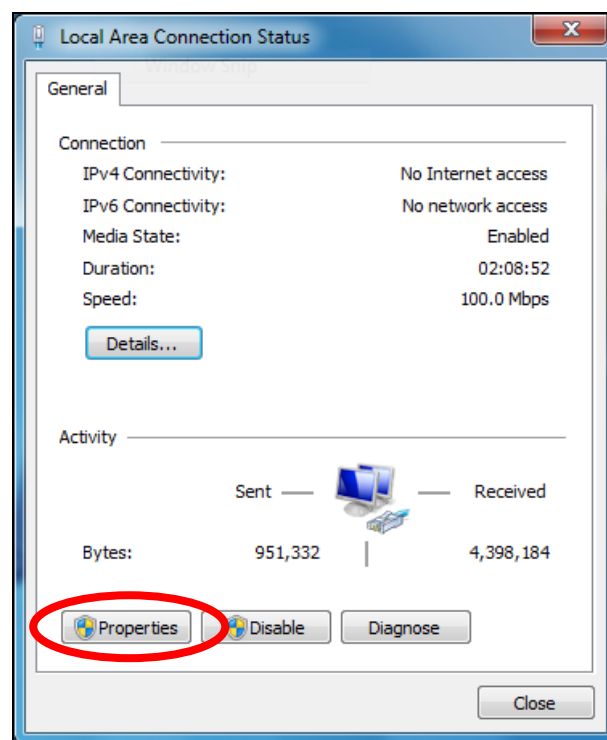 Local Area Connection Status
X
Window Snip
General
Connection
IPv4 Connectivity: No Internet access
IPv6 Connectivity: No network access
Media State: Enabled
Duration: 02:08:52
Speed: 100.0 Mbps
Details...
Activity
Sent Received
Bytes: 951,332 4,398,184
Properties Disable Diagnose
Close